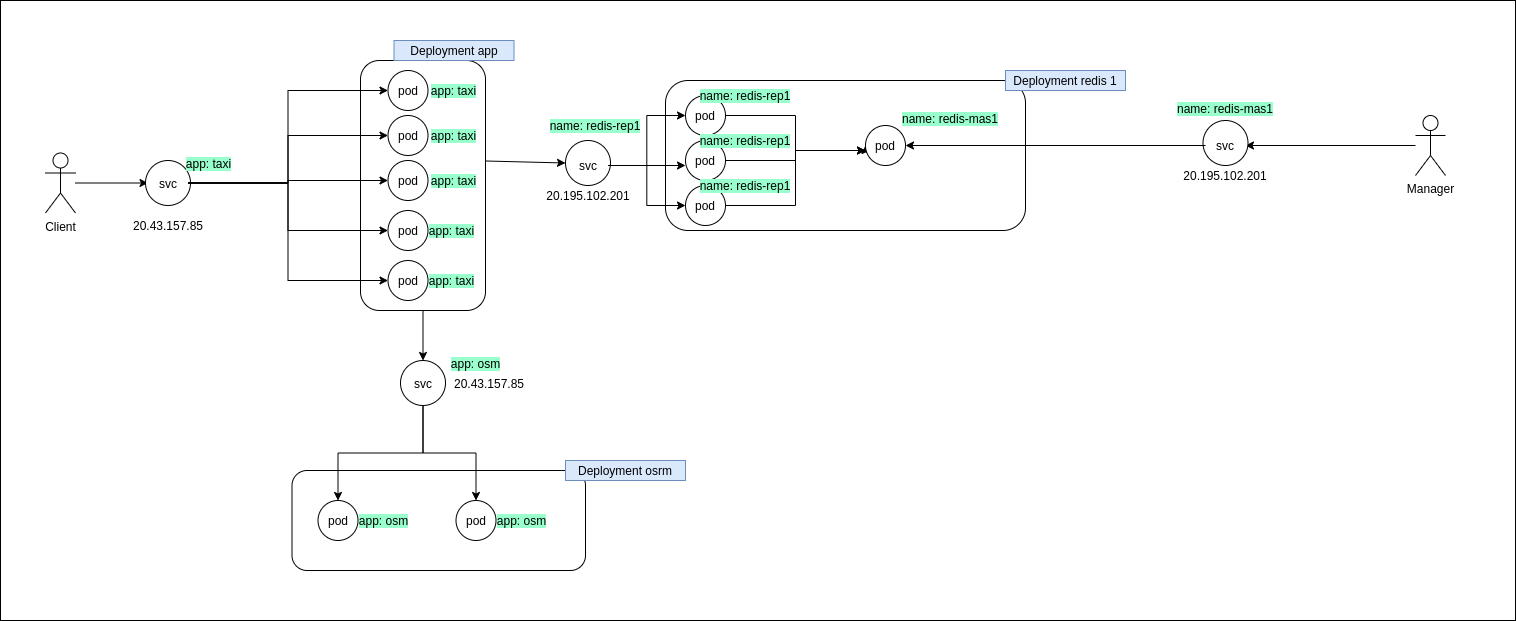 Deployment app
pod
app: taxi
pod
app: taxi
pod
app: taxi
pod
app: taxi
pod
app: taxi
Client
svc
app: taxi
20.43.157.85
name: redis-rep1
svc
20.195.102.201
Deployment redis 1
name: redis-rep1
pod
name: redis-rep1
pod
name: redis-rep1
pod
name: redis-mas1
pod
name: redis-mas1
svc
20.195.102.201
Manager
app: osm
svc
20.43.157.85
Deployment osrm
pod
app: osm
pod
app: osm